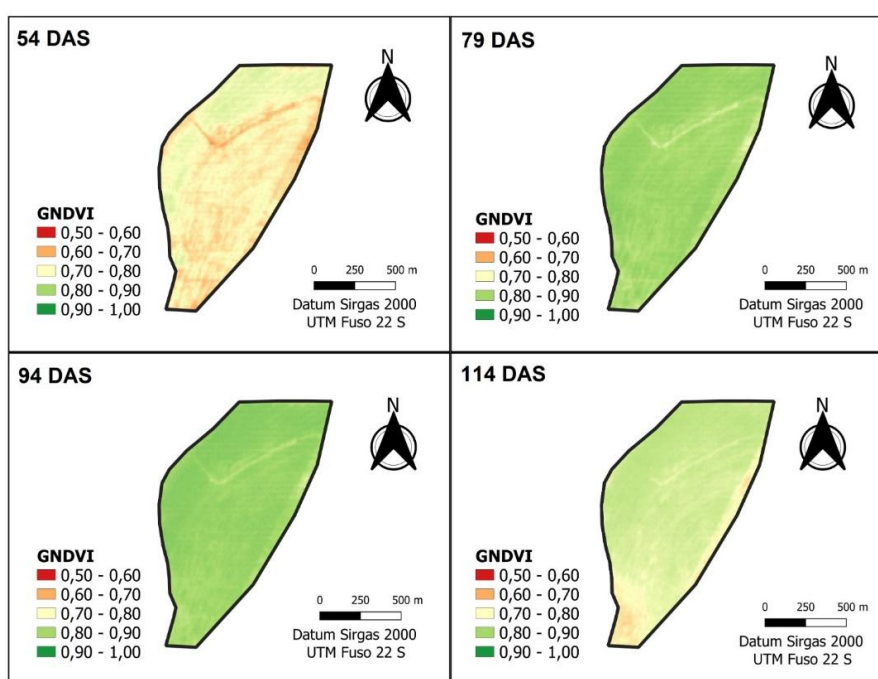 54 DAS
N
GNDVI
0,50 - 0,60
0,60 - 0,70
0,70 - 0,80
0,80 - 0,90
0,90 - 1,00
0 250 500 m
Datum Sirgas 2000
UTM Fuso 22 S
79 DAS
N
GNDVI
0,50 - 0,60
0,60 - 0,70
0,70 - 0,80
0,80 - 0,90
0,90 - 1,00
0 250 500 m
Datum Sirgas 2000
UTM Fuso 22 S
94 DAS
N
GNDVI
0,50 - 0,60
0,60 - 0,70
0,70 - 0,80
0,80 - 0,90
0,90 - 1,00
0 250 500 m
Datum Sirgas 2000
UTM Fuso 22 S
114 DAS
N
GNDVI
0,50 - 0,60
0,60 - 0,70
0,70 - 0,80
0,80 - 0,90
0,90 - 1,00
0 250 500 m
Datum Sirgas 2000
UTM Fuso 22 S